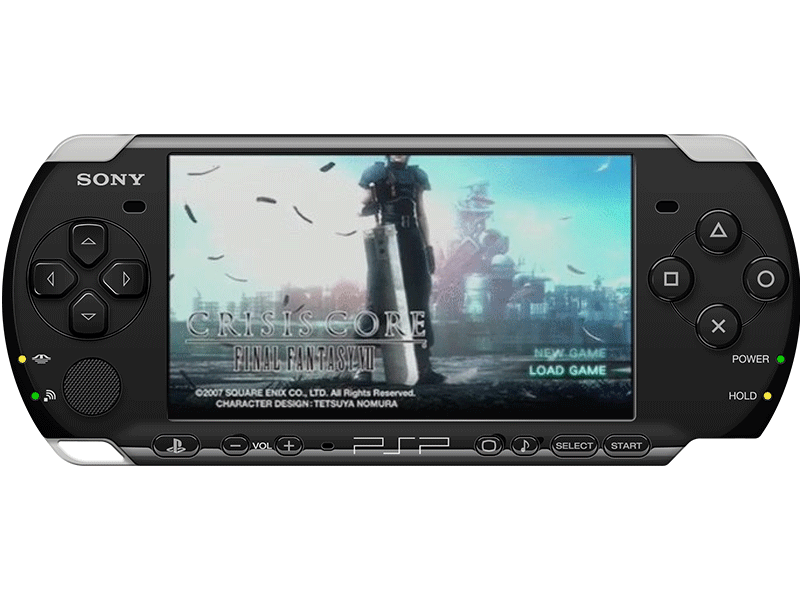 SONY
CRISIS CORE
FINAL FANTASY VII
NEW GAME
LOAD GAME
©2007 SQUARE ENIX CO., LTD. All Rights Reserved.
CHARACTER DESIGN : TETSUYA NOMURA
POWER
HOLD
VOL
PSP
SELECT
START